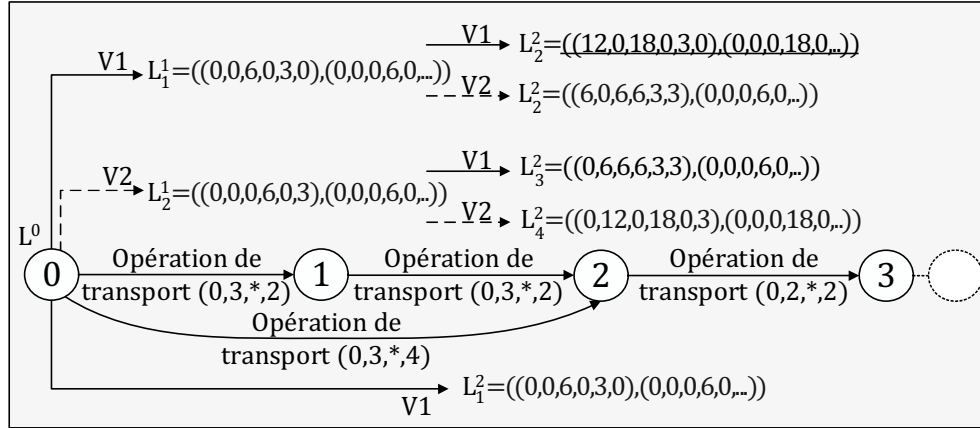 V1 L₂²=((12,0,18,0,3,0),(0,0,0,18,0,..))
V1 L₁¹=((0,0,6,0,3,0),(0,0,0,6,0,..))
V2 L₂²=((6,0,6,6,3,3),(0,0,0,6,0,..))
V1 L₃²=((0,6,6,6,3,3),(0,0,0,6,0,..))
V2 L₂¹=((0,0,0,6,0,3),(0,0,0,6,0,..))
V2 L₄²=((0,12,0,18,0,3),(0,0,0,18,0,..))
L⁰
0 Opération de transport (0,3,*,2) 1 Opération de transport (0,3,*,2) 2 Opération de transport (0,2,*,2) 3
Opération de
transport (0,3,*,4)
V1 L₁²=((0,0,6,0,3,0),(0,0,0,6,0,..))